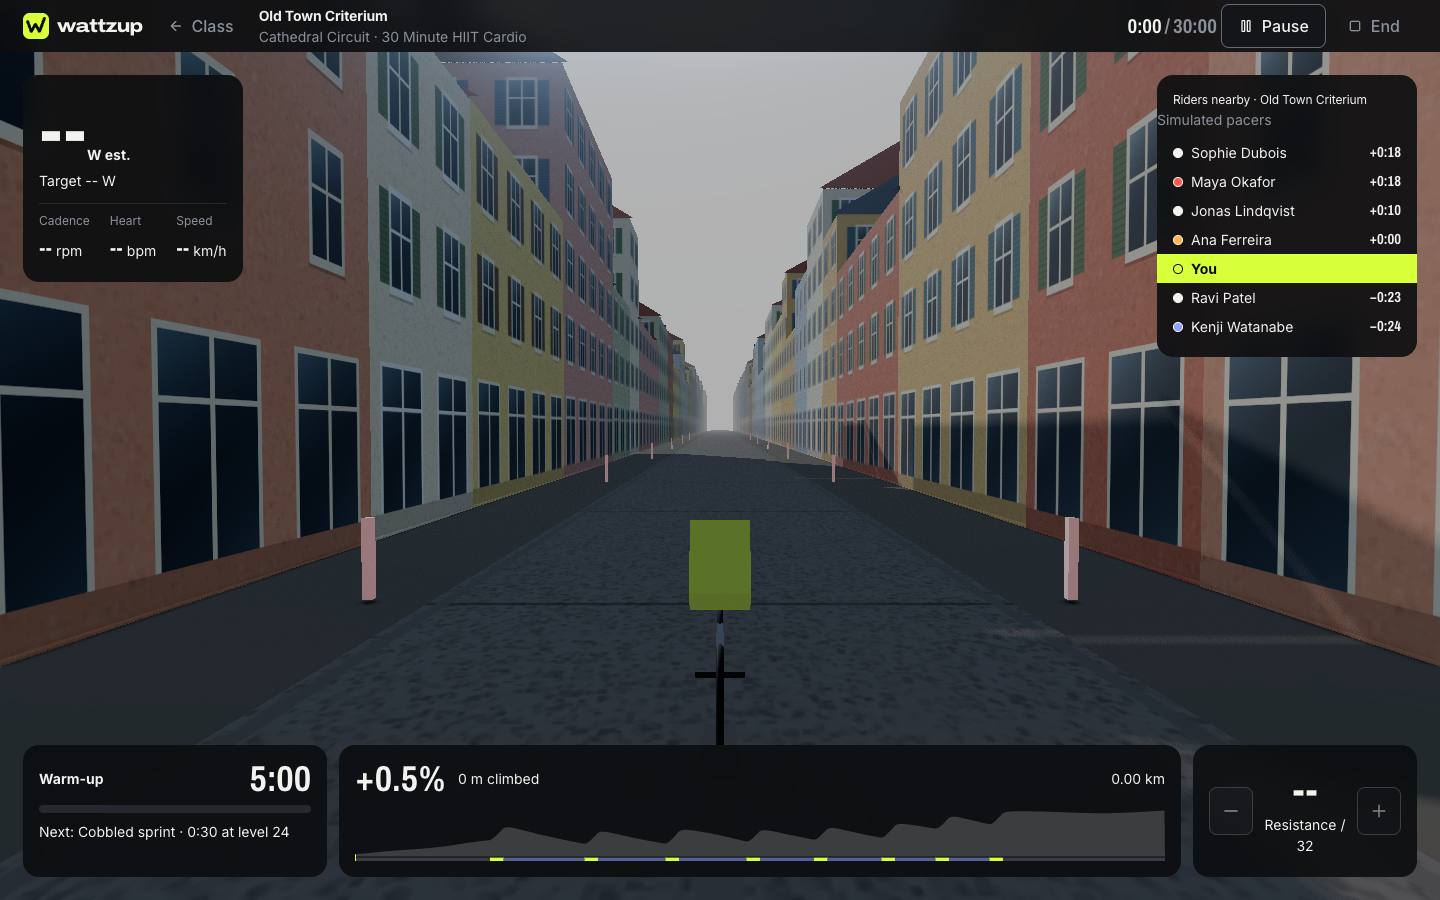 wattzup
Class
Old Town Criterium
Cathedral Circuit · 30 Minute HIIT Cardio
0:00 / 30:00
Pause
End
-- W est.
Target -- W
Cadence Heart Speed
-- rpm -- bpm -- km/h
Riders nearby · Old Town Criterium
Simulated pacers
Sophie Dubois +0:18
Maya Okafor +0:18
Jonas Lindqvist +0:10
Ana Ferreira +0:00
You
Ravi Patel −0:23
Kenji Watanabe −0:24
Warm-up 5:00
Next: Cobbled sprint · 0:30 at level 24
+0.5% 0 m climbed 0.00 km
--
Resistance /
32